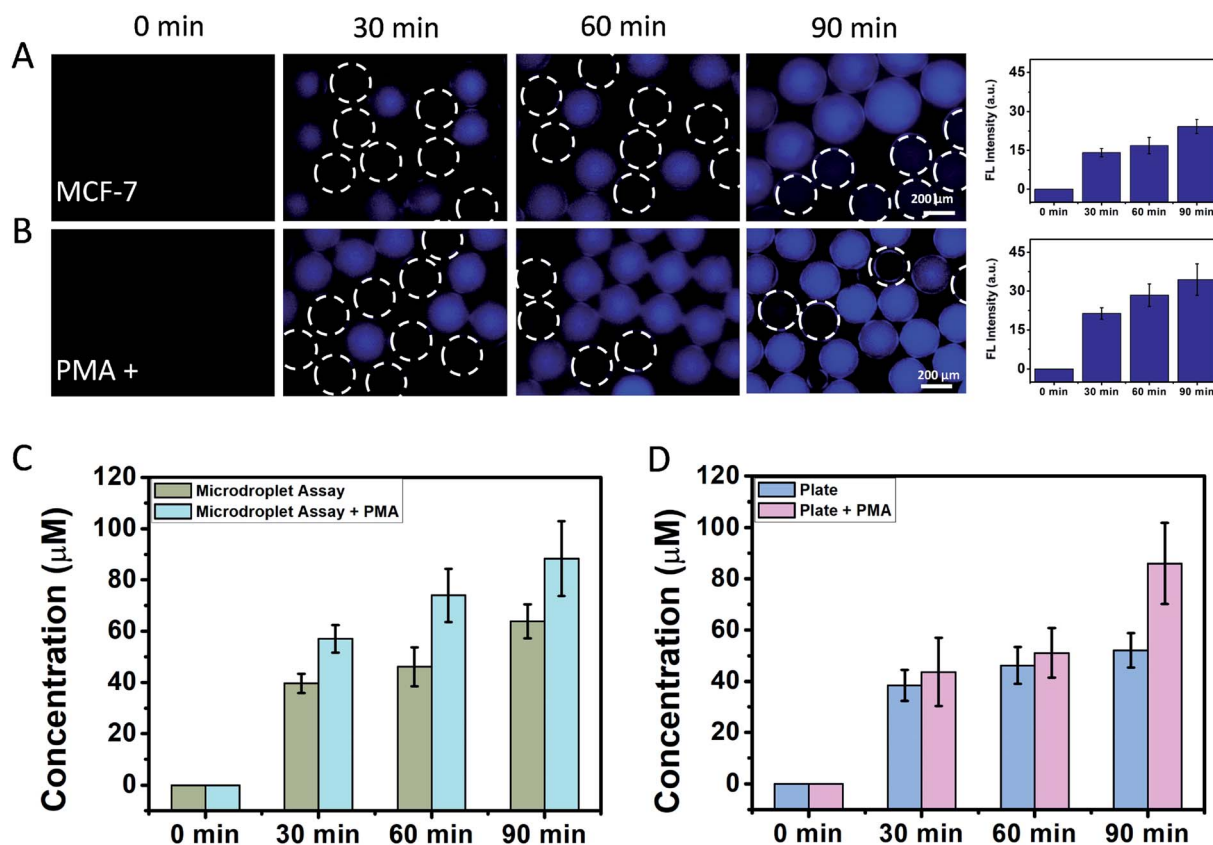 0 min 30 min 60 min 90 min
A
MCF-7
200 μm
FL Intensity (a.u.)
45
30
15
0
0 min 30 min 60 min 90 min
B
PMA +
200 μm
FL Intensity (a.u.)
45
30
15
0
0 min 30 min 60 min 90 min
C
Concentration (μM)
120
100
80
60
40
20
0
Microdroplet Assay
Microdroplet Assay + PMA
0 min 30 min 60 min 90 min
D
Concentration (μM)
120
100
80
60
40
20
0
Plate
Plate + PMA
0 min 30 min 60 min 90 min